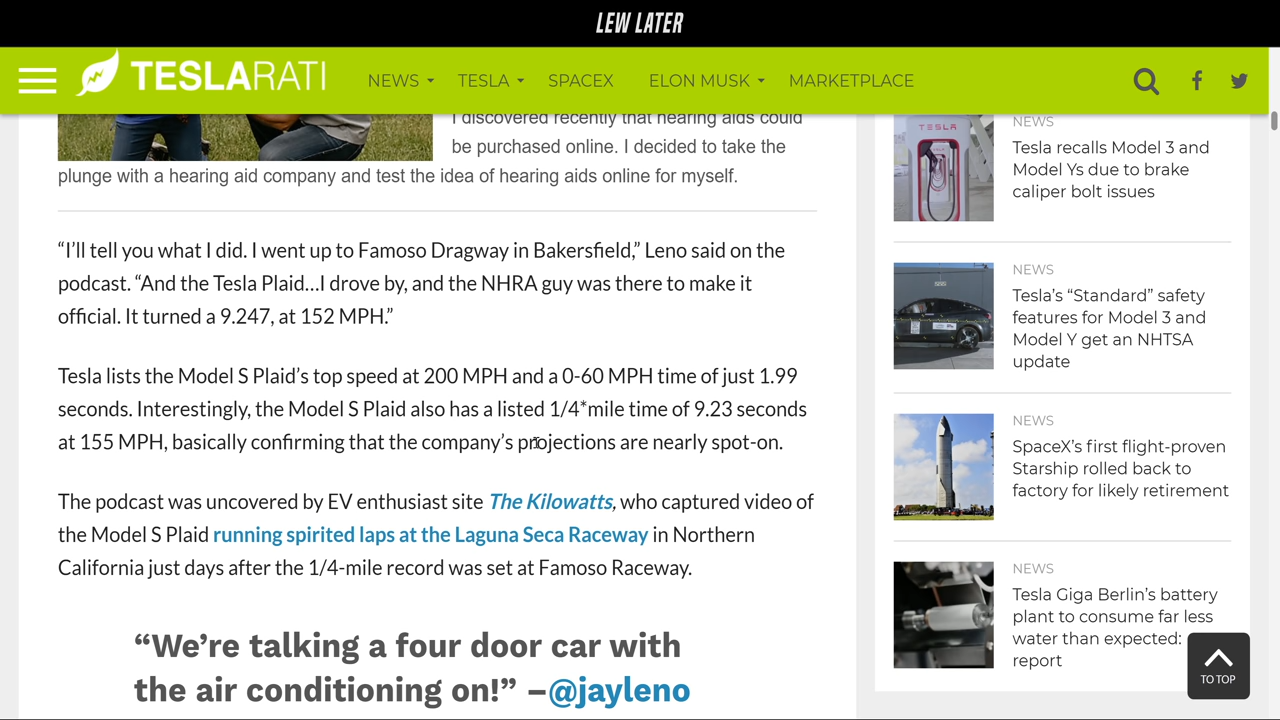 LEW LATER
TESLARATI
NEWS
TESLA
SPACEX
ELON MUSK
MARKETPLACE
I discovered recently that hearing aids could
be purchased online. I decided to take the
plunge with a hearing aid company and test the idea of hearing aids online for myself.
“I’ll tell you what I did. I went up to Famoso Dragway in Bakersfield,” Leno said on the
podcast. “And the Tesla Plaid…I drove by, and the NHRA guy was there to make it
official. It turned a 9.247, at 152 MPH.”
Tesla lists the Model S Plaid’s top speed at 200 MPH and a 0-60 MPH time of just 1.99
seconds. Interestingly, the Model S Plaid also has a listed 1/4*mile time of 9.23 seconds
at 155 MPH, basically confirming that the company’s projections are nearly spot-on.
The podcast was uncovered by EV enthusiast site The Kilowatts, who captured video of
the Model S Plaid running spirited laps at the Laguna Seca Raceway in Northern
California just days after the 1/4-mile record was set at Famoso Raceway.
“We’re talking a four door car with
the air conditioning on!” –@jayleno
TESLA
NEWS
Tesla recalls Model 3 and
Model Ys due to brake
caliper bolt issues
NEWS
Tesla’s “Standard” safety
features for Model 3 and
Model Y get an NHTSA
update
NEWS
SpaceX’s first flight-proven
Starship rolled back to
factory for likely retirement
NEWS
Tesla Giga Berlin’s battery
plant to consume far less
water than expected:
report
TO TOP